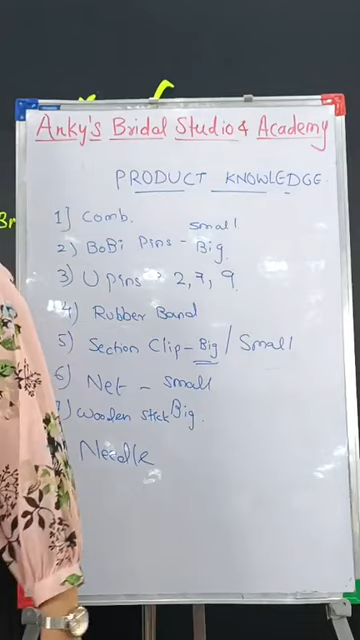 Anky's Bridal Studio & Academy
PRODUCT KNOWLEDGE.
1] Comb.
small
2) BoBi Pins - Big.
3) U pins : 2, 7, 9
4) Rubber Band
5) Section Clip - Big / Small
6) Net - small
7) Wooden stick Big.
Needle
Br